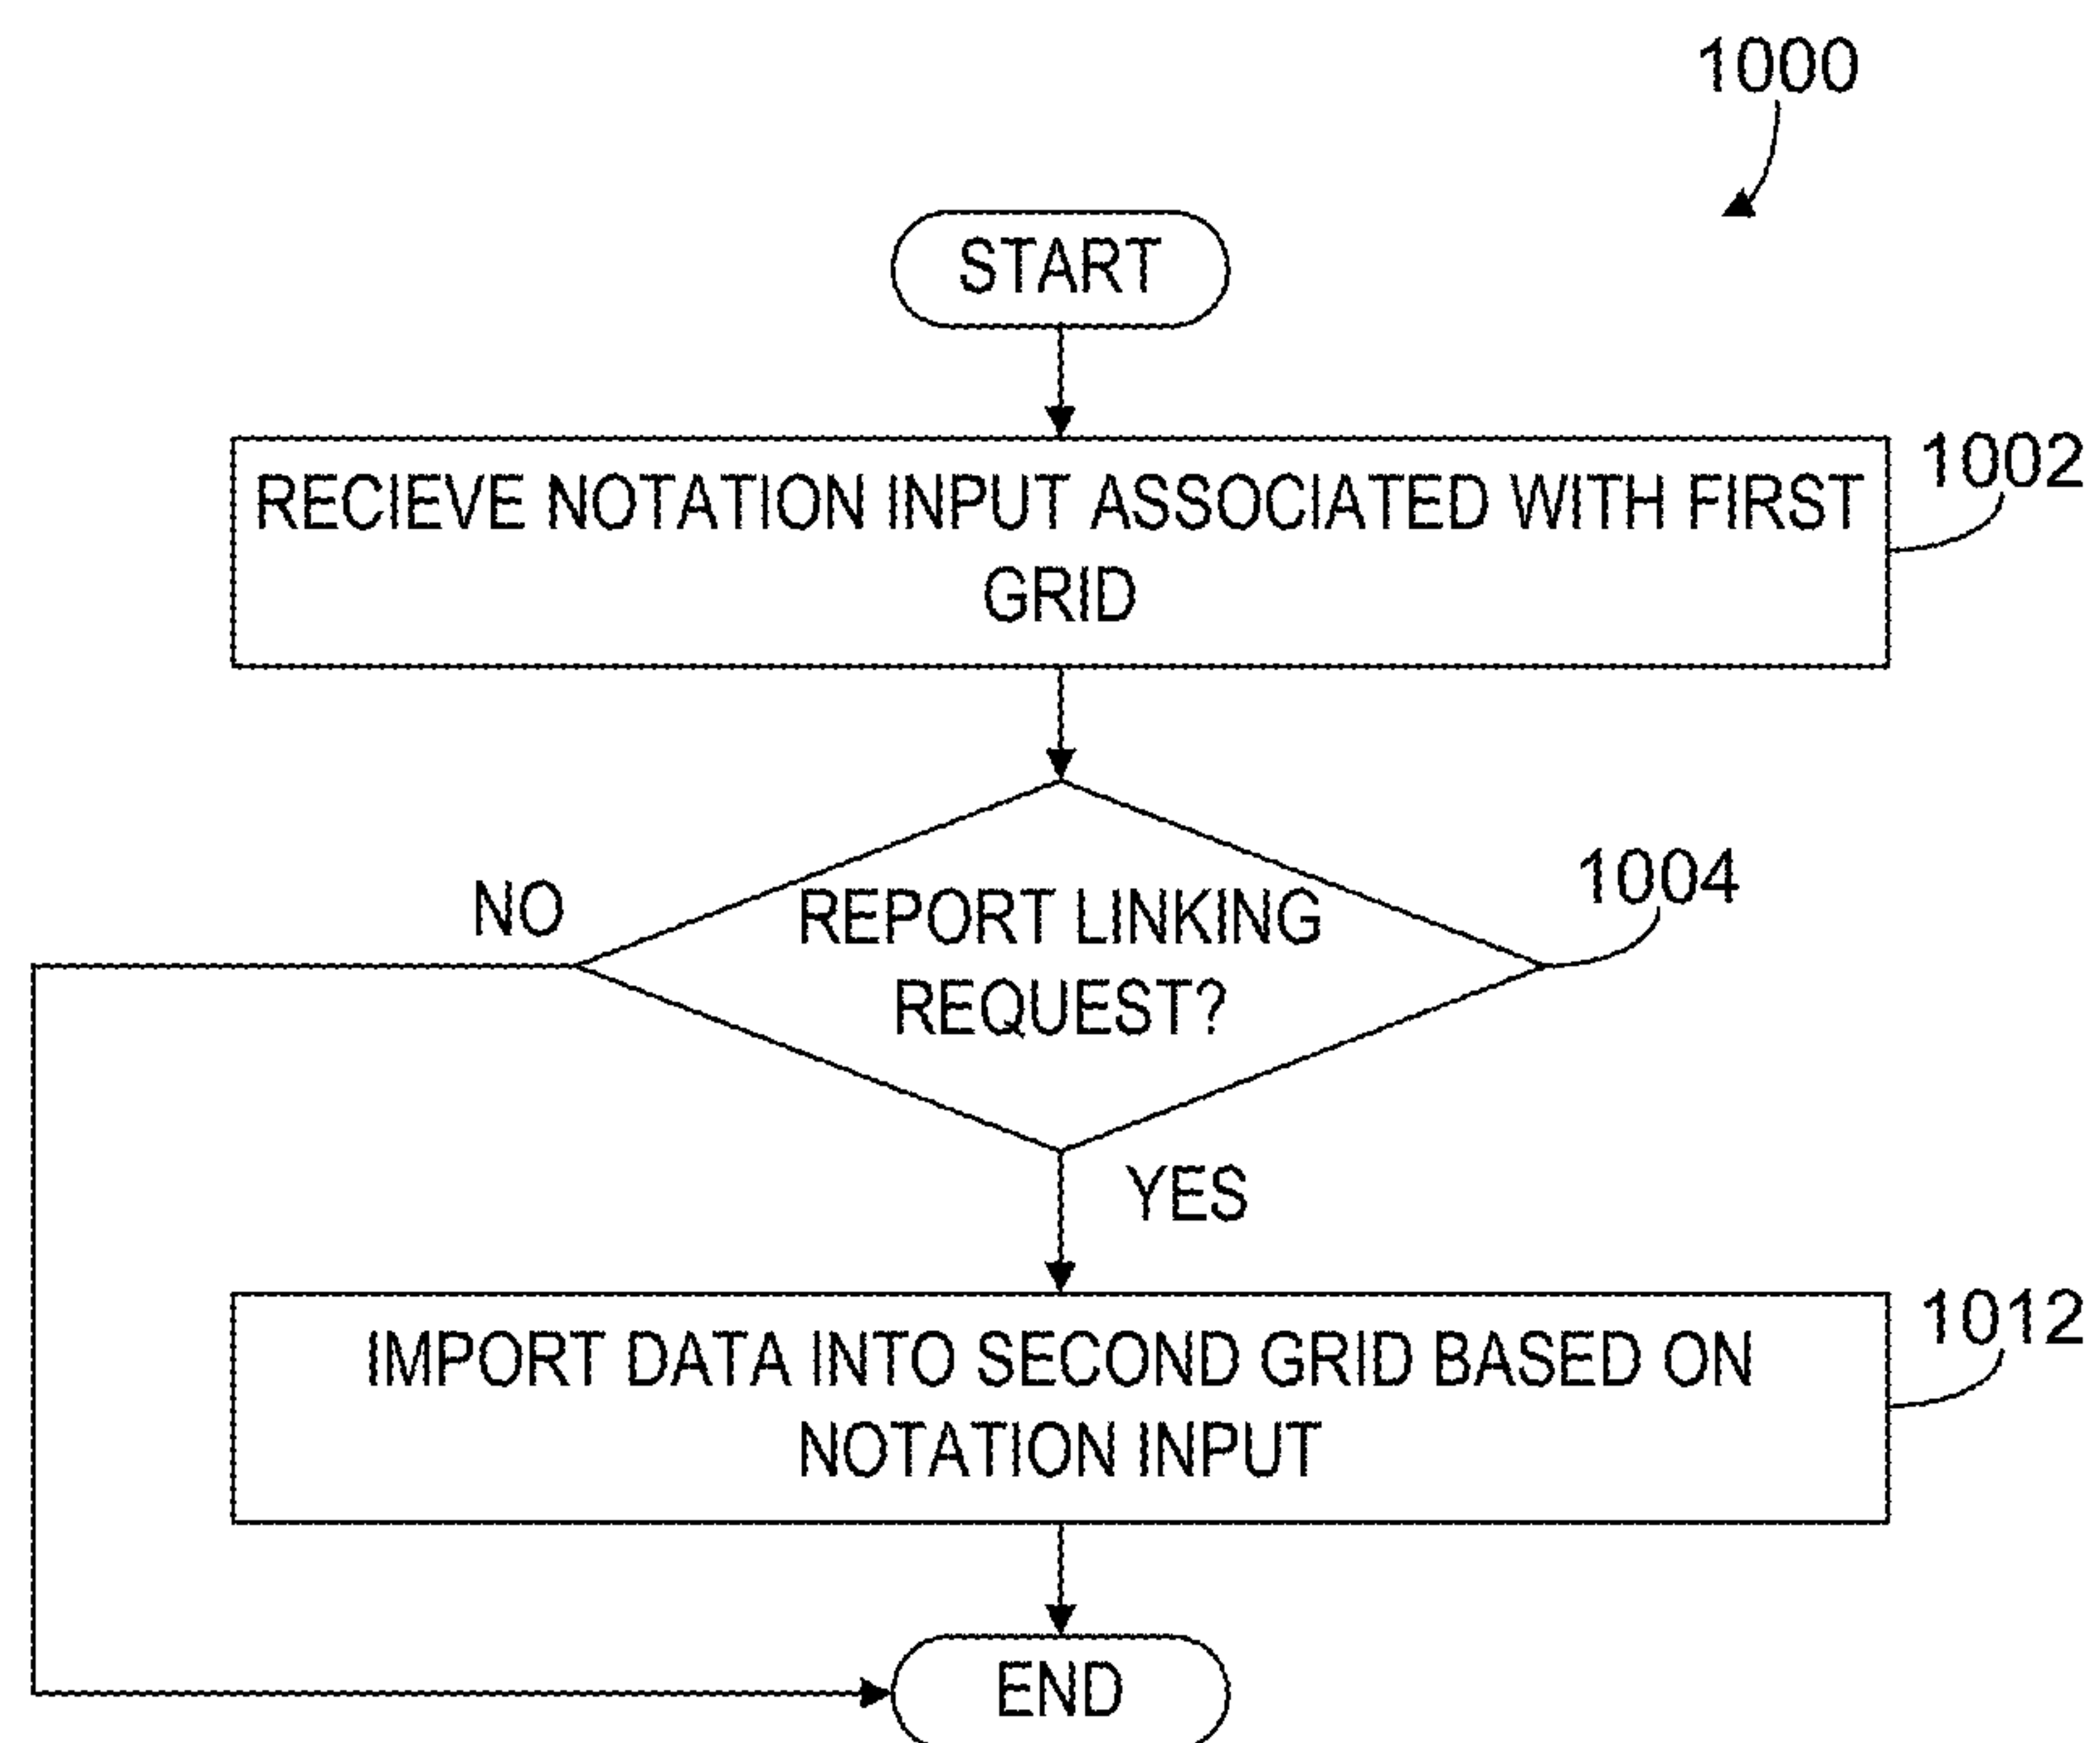 1000
START
RECIEVE NOTATION INPUT ASSOCIATED WITH FIRST
GRID
1002
REPORT LINKING
REQUEST?
1004
NO
YES
IMPORT DATA INTO SECOND GRID BASED ON
NOTATION INPUT
1012
END